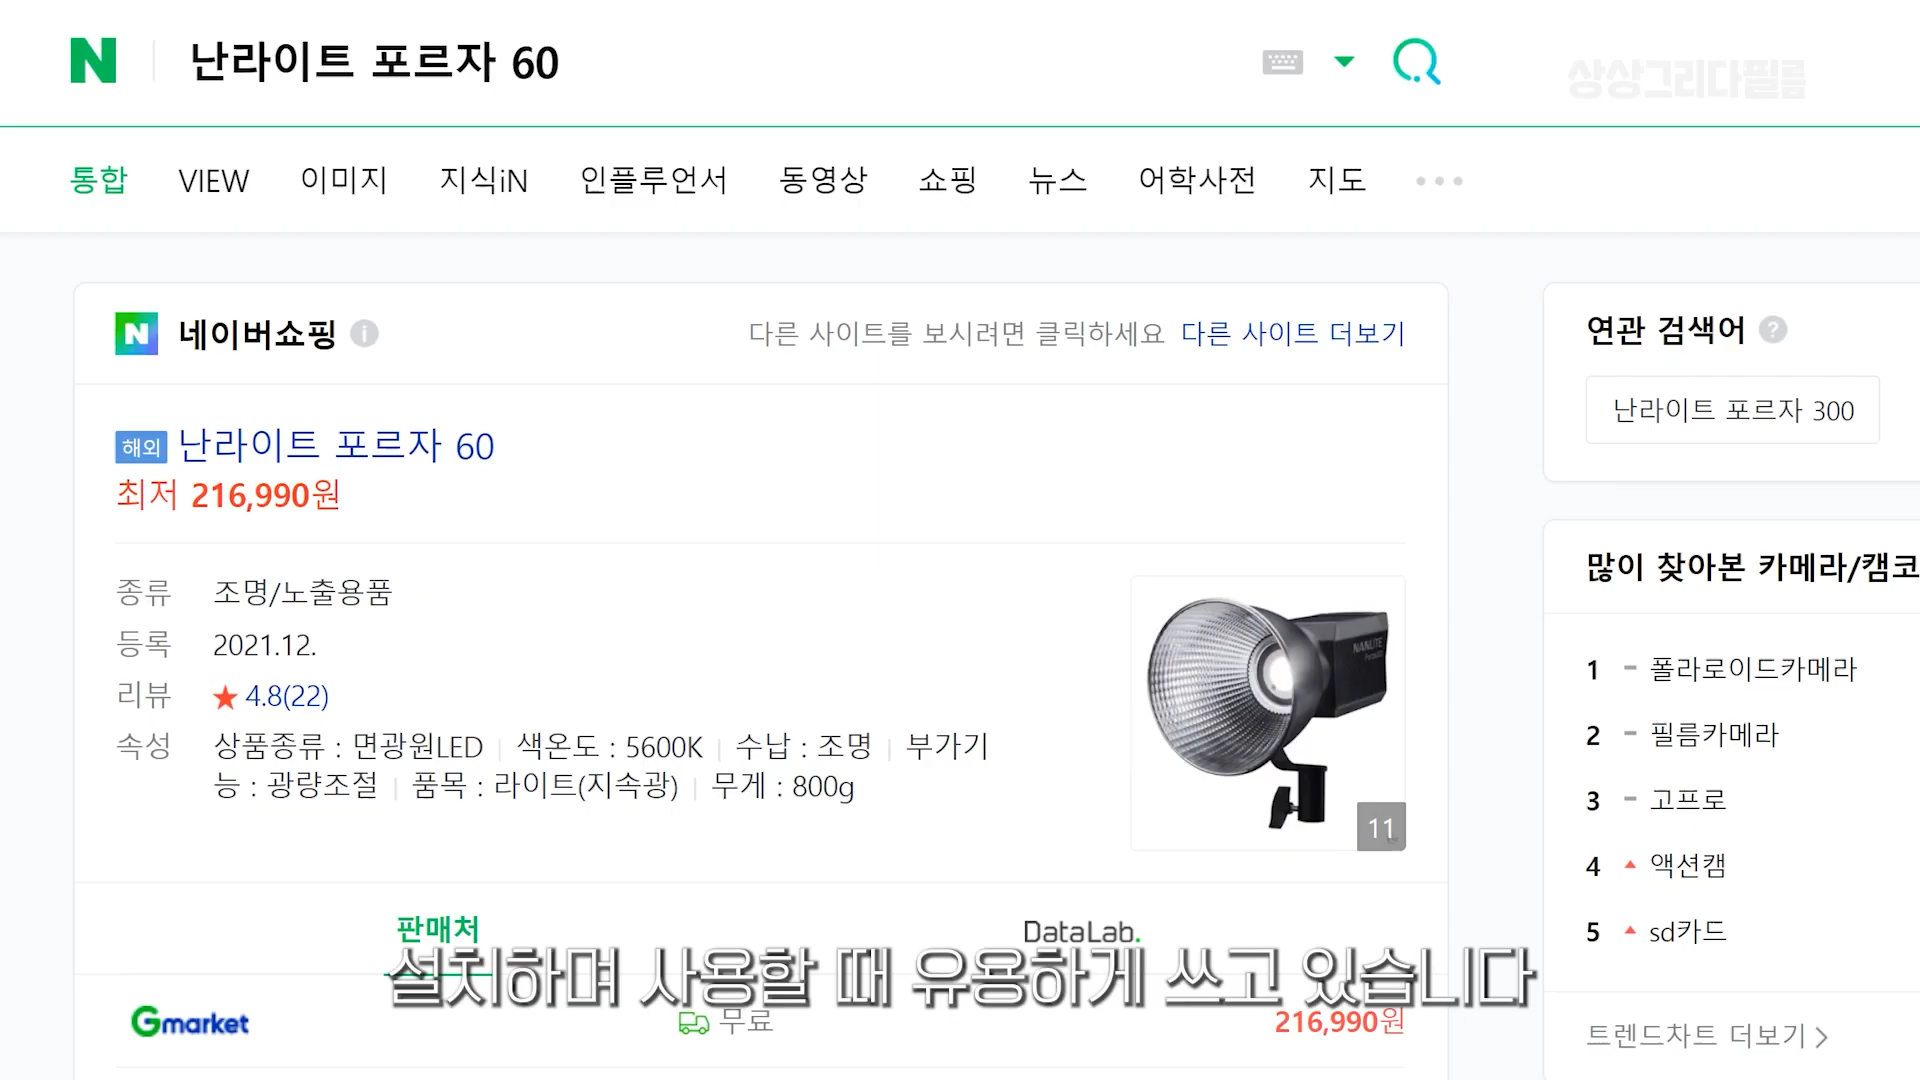 N 난라이트 포르자 60
상상그리다필름
통합 VIEW 이미지 지식iN 인플루언서 동영상 쇼핑 뉴스 어학사전 지도
N 네이버쇼핑 i 다른 사이트를 보시려면 클릭하세요 다른 사이트 더보기
해외 난라이트 포르자 60
최저 216,990원
종류 조명/노출용품
등록 2021.12.
리뷰 ★ 4.8(22)
속성 상품종류 : 면광원LED | 색온도 : 5600K | 수납 : 조명 | 부가기
능 : 광량조절 | 품목 : 라이트(지속광) | 무게 : 800g
NANLITE
Forza60
11
판매처 DataLab.
Gmarket 무료 216,990원
설치하며 사용할 때 유용하게 쓰고 있습니다
연관 검색어 ?
난라이트 포르자 300
많이 찾아본 카메라/캠코
1 - 폴라로이드카메라
2 - 필름카메라
3 - 고프로
4 액션캠
5 sd카드
트렌드차트 더보기 >